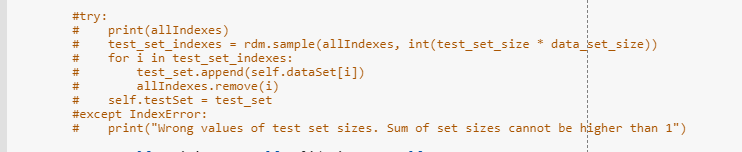 #try:
#    print(allIndexes)
#    test_set_indexes = rdm.sample(allIndexes, int(test_set_size * data_set_size))
#    for i in test_set_indexes:
#        test_set.append(self.dataSet[i])
#        allIndexes.remove(i)
#    self.testSet = test_set
#except IndexError:
#    print("Wrong values of test set sizes. Sum of set sizes cannot be higher than 1")